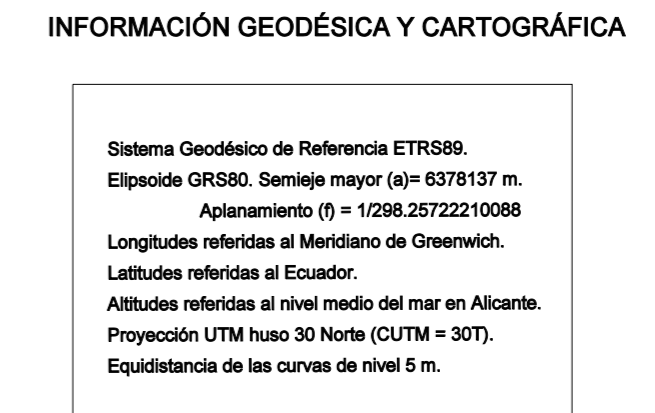 INFORMACIÓN GEODÉSICA Y CARTOGRÁFICA
Sistema Geodésico de Referencia ETRS89.
Elipsoide GRS80. Semieje mayor (a)= 6378137 m.
Aplanamiento (f) = 1/298.25722210088
Longitudes referidas al Meridiano de Greenwich.
Latitudes referidas al Ecuador.
Altitudes referidas al nivel medio del mar en Alicante.
Proyección UTM huso 30 Norte (CUTM = 30T).
Equidistancia de las curvas de nivel 5 m.